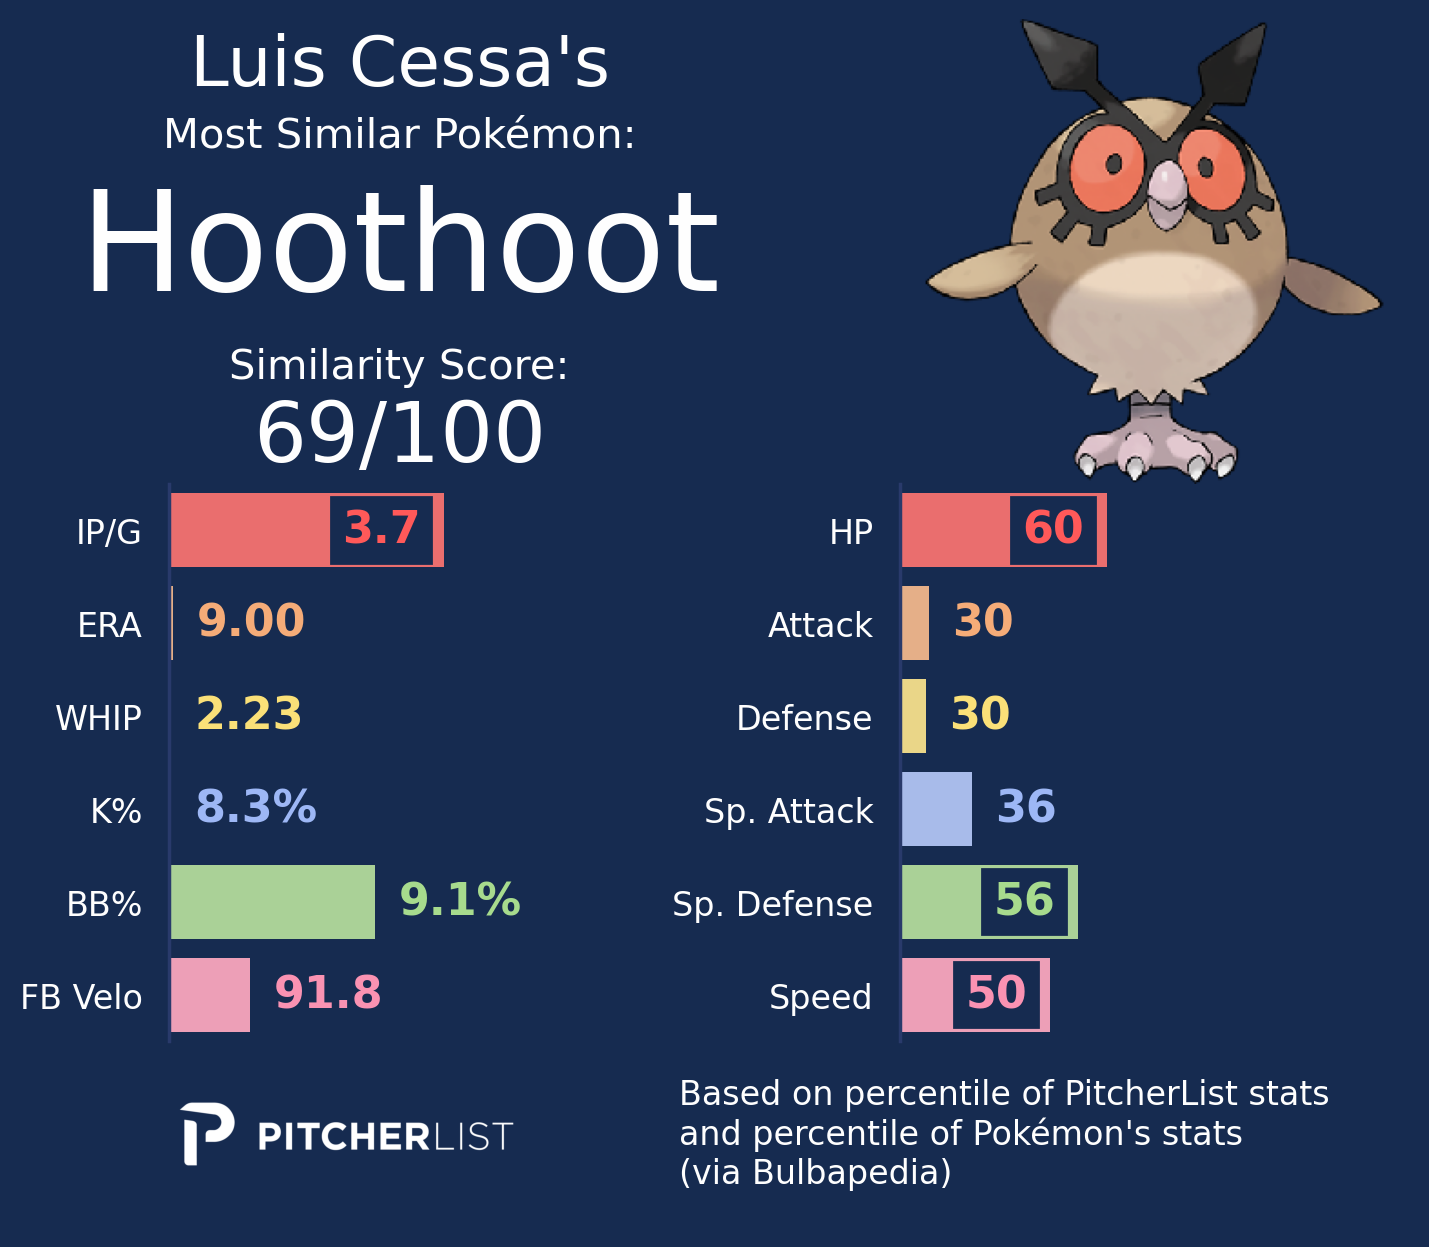 Luis Cessa's
Most Similar Pokémon:
Hoothoot
Similarity Score:
69/100
IP/G 3.7
ERA 9.00
WHIP 2.23
K% 8.3%
BB% 9.1%
FB Velo 91.8
HP 60
Attack 30
Defense 30
Sp. Attack 36
Sp. Defense 56
Speed 50
PITCHERLIST
Based on percentile of PitcherList stats
and percentile of Pokémon's stats
(via Bulbapedia)